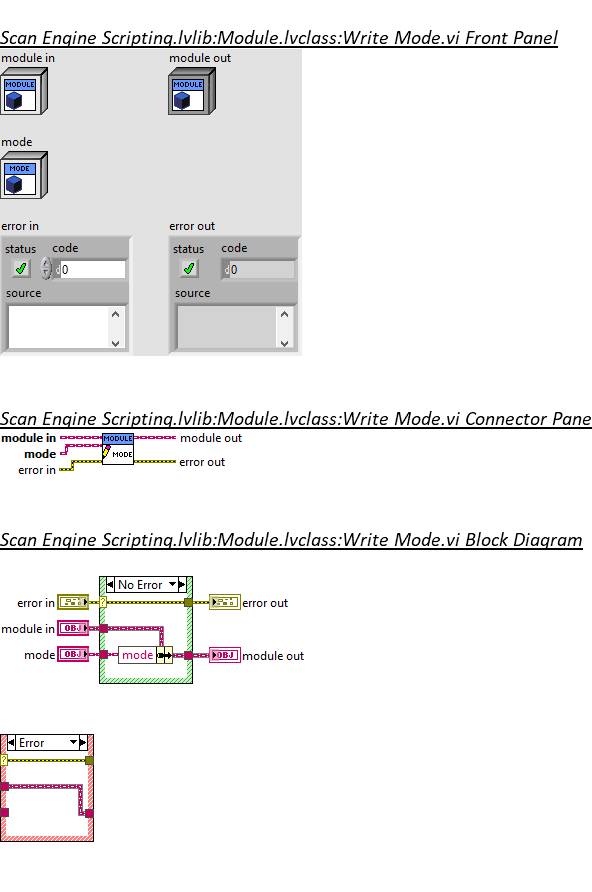 Scan Engine Scripting.lvlib:Module.lvclass:Write Mode.vi Front Panel
module in module out
MODULE MODULE
mode
MODE
error in error out
status code status code
d0 d0
source source
Scan Engine Scripting.lvlib:Module.lvclass:Write Mode.vi Connector Pane
module in MODULE module out
mode MODE
error in error out
Scan Engine Scripting.lvlib:Module.lvclass:Write Mode.vi Block Diagram
No Error
error in ? error out
module in OBJ
mode OBJ mode OBJ module out
Error
?